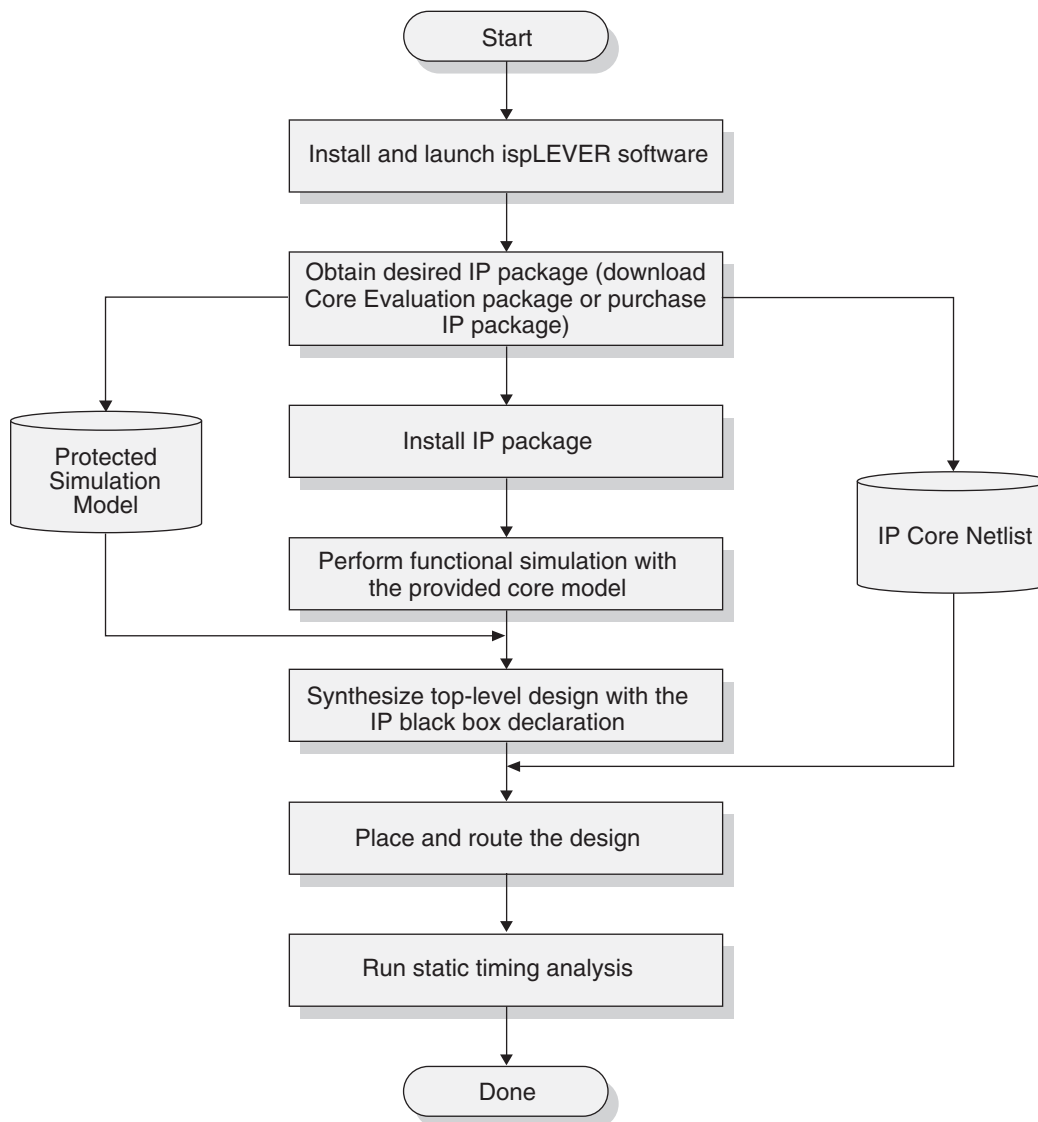 Start
Install and launch ispLEVER software
Obtain desired IP package (download
Core Evaluation package or purchase
IP package)
Install IP package
Protected
Simulation
Model
IP Core Netlist
Perform functional simulation with
the provided core model
Synthesize top-level design with the
IP black box declaration
Place and route the design
Run static timing analysis
Done